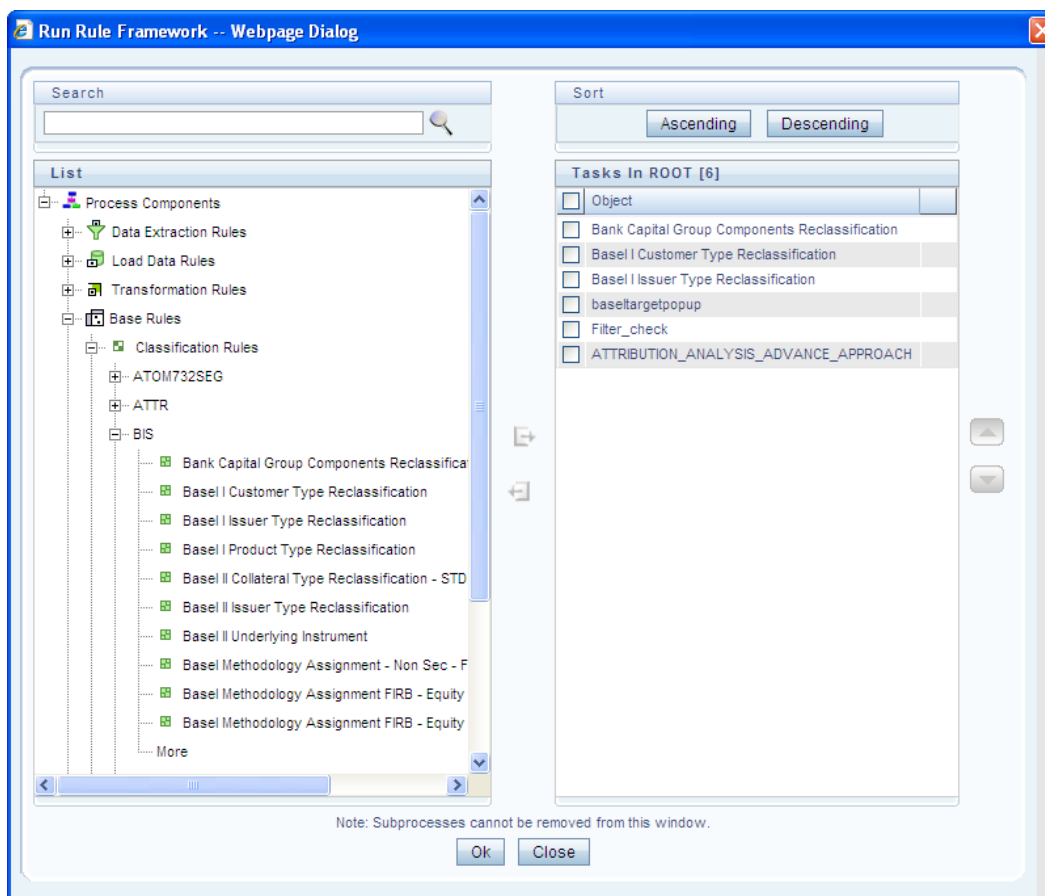 Run Rule Framework -- Webpage Dialog
Search
Sort
Ascending
Descending
List
Process Components
Data Extraction Rules
Load Data Rules
Transformation Rules
Base Rules
Classification Rules
ATOM732SEG
ATTR
BIS
Bank Capital Group Components Reclassifica
Basel I Customer Type Reclassification
Basel I Issuer Type Reclassification
Basel I Product Type Reclassification
Basel II Collateral Type Reclassification - STD
Basel II Issuer Type Reclassification
Basel II Underlying Instrument
Basel Methodology Assignment - Non Sec - F
Basel Methodology Assignment FIRB - Equity
Basel Methodology Assignment FIRB - Equity
More
Tasks In ROOT [6]
Object
Bank Capital Group Components Reclassification
Basel I Customer Type Reclassification
Basel I Issuer Type Reclassification
baseltargetpopup
Filter_check
ATTRIBUTION_ANALYSIS_ADVANCE_APPROACH
Note: Subprocesses cannot be removed from this window.
Ok
Close